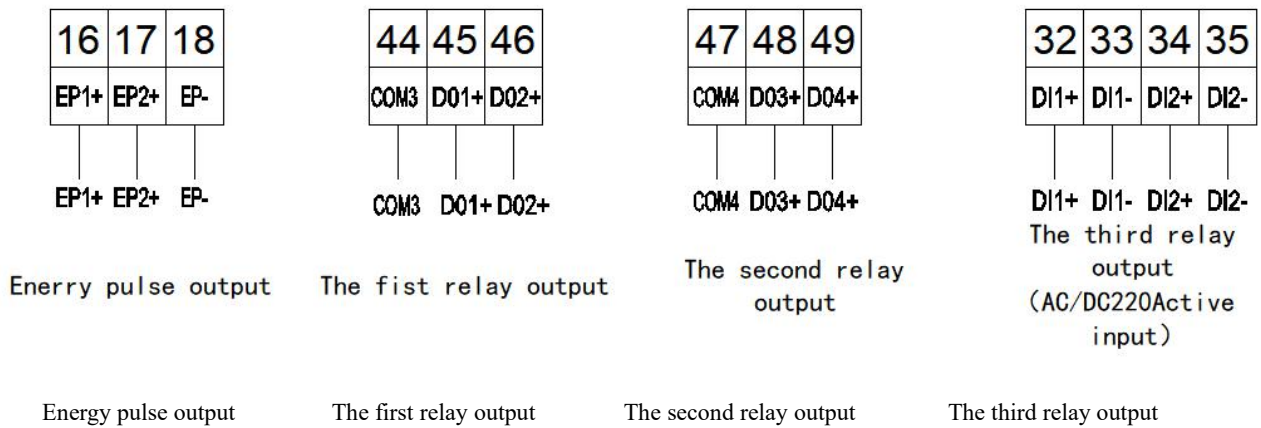 16 17 18
EP1+ EP2+ EP-
EP1+ EP2+ EP-
Enerry pulse output
44 45 46
COM3 D01+ D02+
COM3 D01+ D02+
The fist relay output
47 48 49
COM4 D03+ D04+
COM4 D03+ D04+
The second relay
output
32 33 34 35
DI1+ DI1- DI2+ DI2-
DI1+ DI1- DI2+ DI2-
The third relay
output
(AC/DC220Active
input)
Energy pulse output The first relay output The second relay output The third relay output